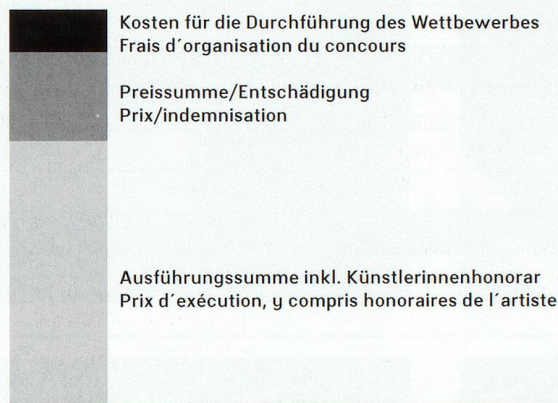 Kosten für die Durchführung des Wettbewerbes
Frais d´organisation du concours
Preissumme/Entschädigung
Prix/indemnisation
Ausführungssumme inkl. Künstlerinnenhonorar
Prix d´exécution, y compris honoraires de l´artiste